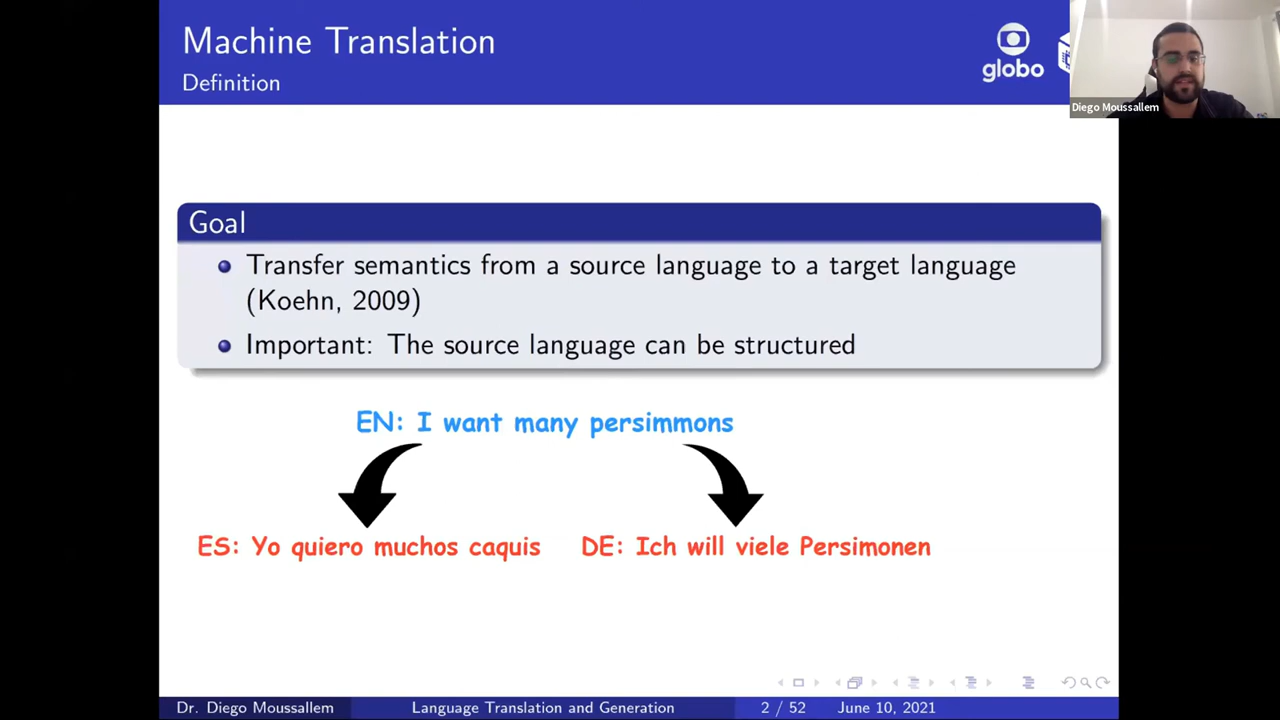 Machine Translation
Definition
globo
Diego Moussallem
Goal
Transfer semantics from a source language to a target language
(Koehn, 2009)
Important: The source language can be structured
EN: I want many persimmons
ES: Yo quiero muchos caquis
DE: Ich will viele Persimonen
Dr. Diego Moussallem Language Translation and Generation 2 / 52 June 10, 2021